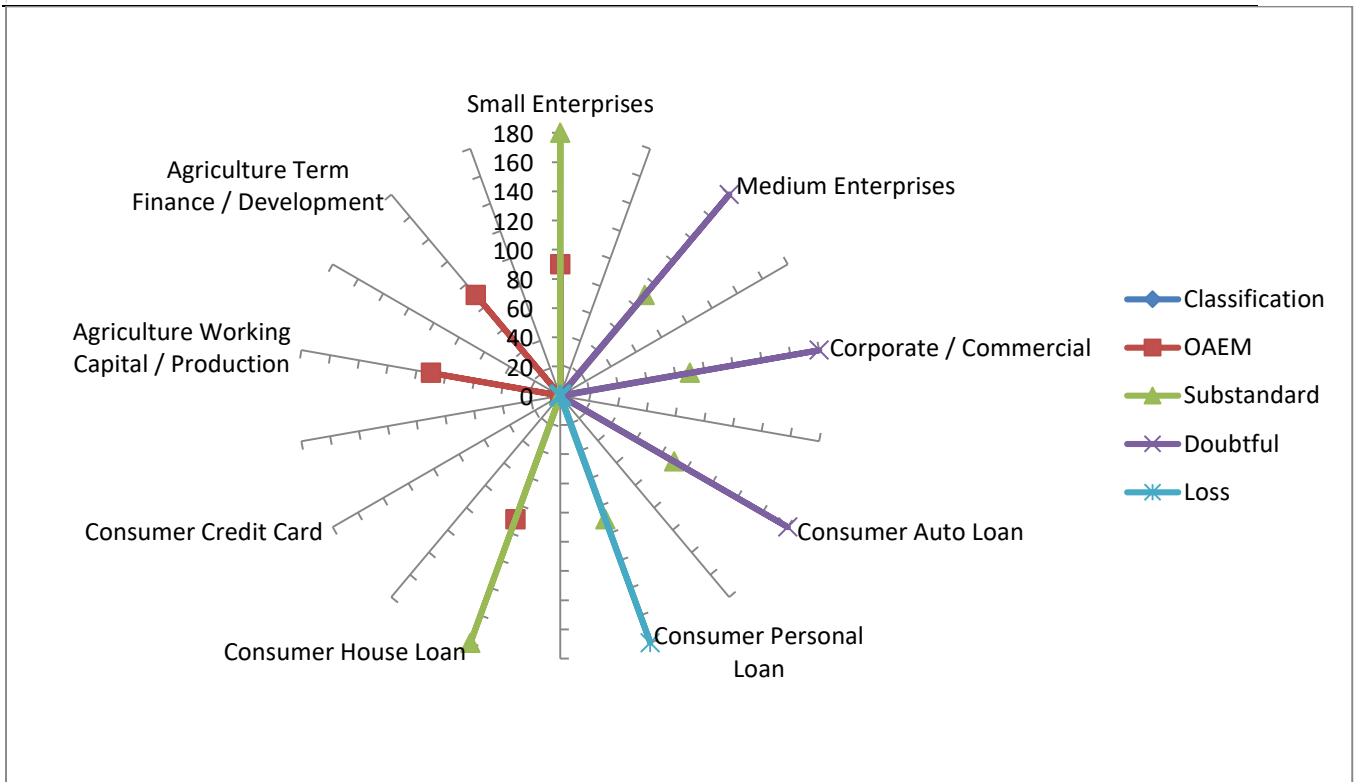 Small Enterprises
180
160
140
120
100
80
60
40
20
0
Medium Enterprises
Corporate / Commercial
Consumer Auto Loan
Consumer Personal
Loan
Consumer House Loan
Consumer Credit Card
Agriculture Working
Capital / Production
Agriculture Term
Finance / Development
Classification
OAEM
Substandard
Doubtful
Loss